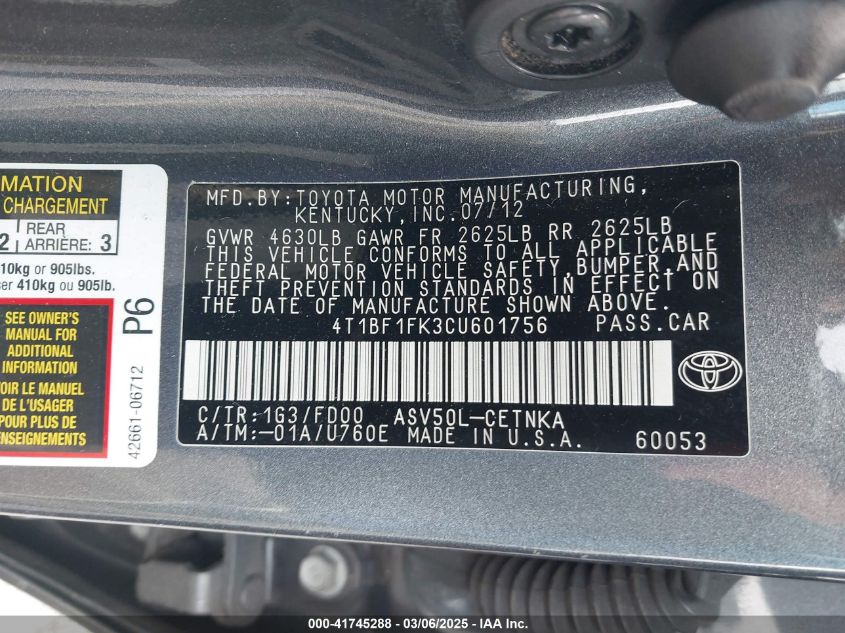 MATION
CHARGEMENT
2 REAR
ARRIÈRE: 3
10kg or 905lbs.
ser 410kg ou 905lb.
SEE OWNER'S
MANUAL FOR
ADDITIONAL
INFORMATION
VOIR LE MANUEL
DE L'USAGER
POUR PLUS DE
RENSEIGNEMENTS
P6
42661-06712
MFD.BY:TOYOTA MOTOR MANUFACTURING,
KENTUCKY,INC.07/12
GVWR 4630LB GAWR FR 2625LB RR 2625LB
THIS VEHICLE CONFORMS TO ALL APPLICABLE
FEDERAL MOTOR VEHICLE SAFETY,BUMPER,AND
THEFT PREVENTION STANDARDS IN EFFECT ON
THE DATE OF MANUFACTURE SHOWN ABOVE.
4T1BF1FK3CU601756 PASS.CAR
C/TR:1G3/FD00 ASV50L-CETNKA
A/TM:-01A/U760E MADE IN U.S.A. 60053
000-41745288 - 03/06/2025 - IAA Inc.